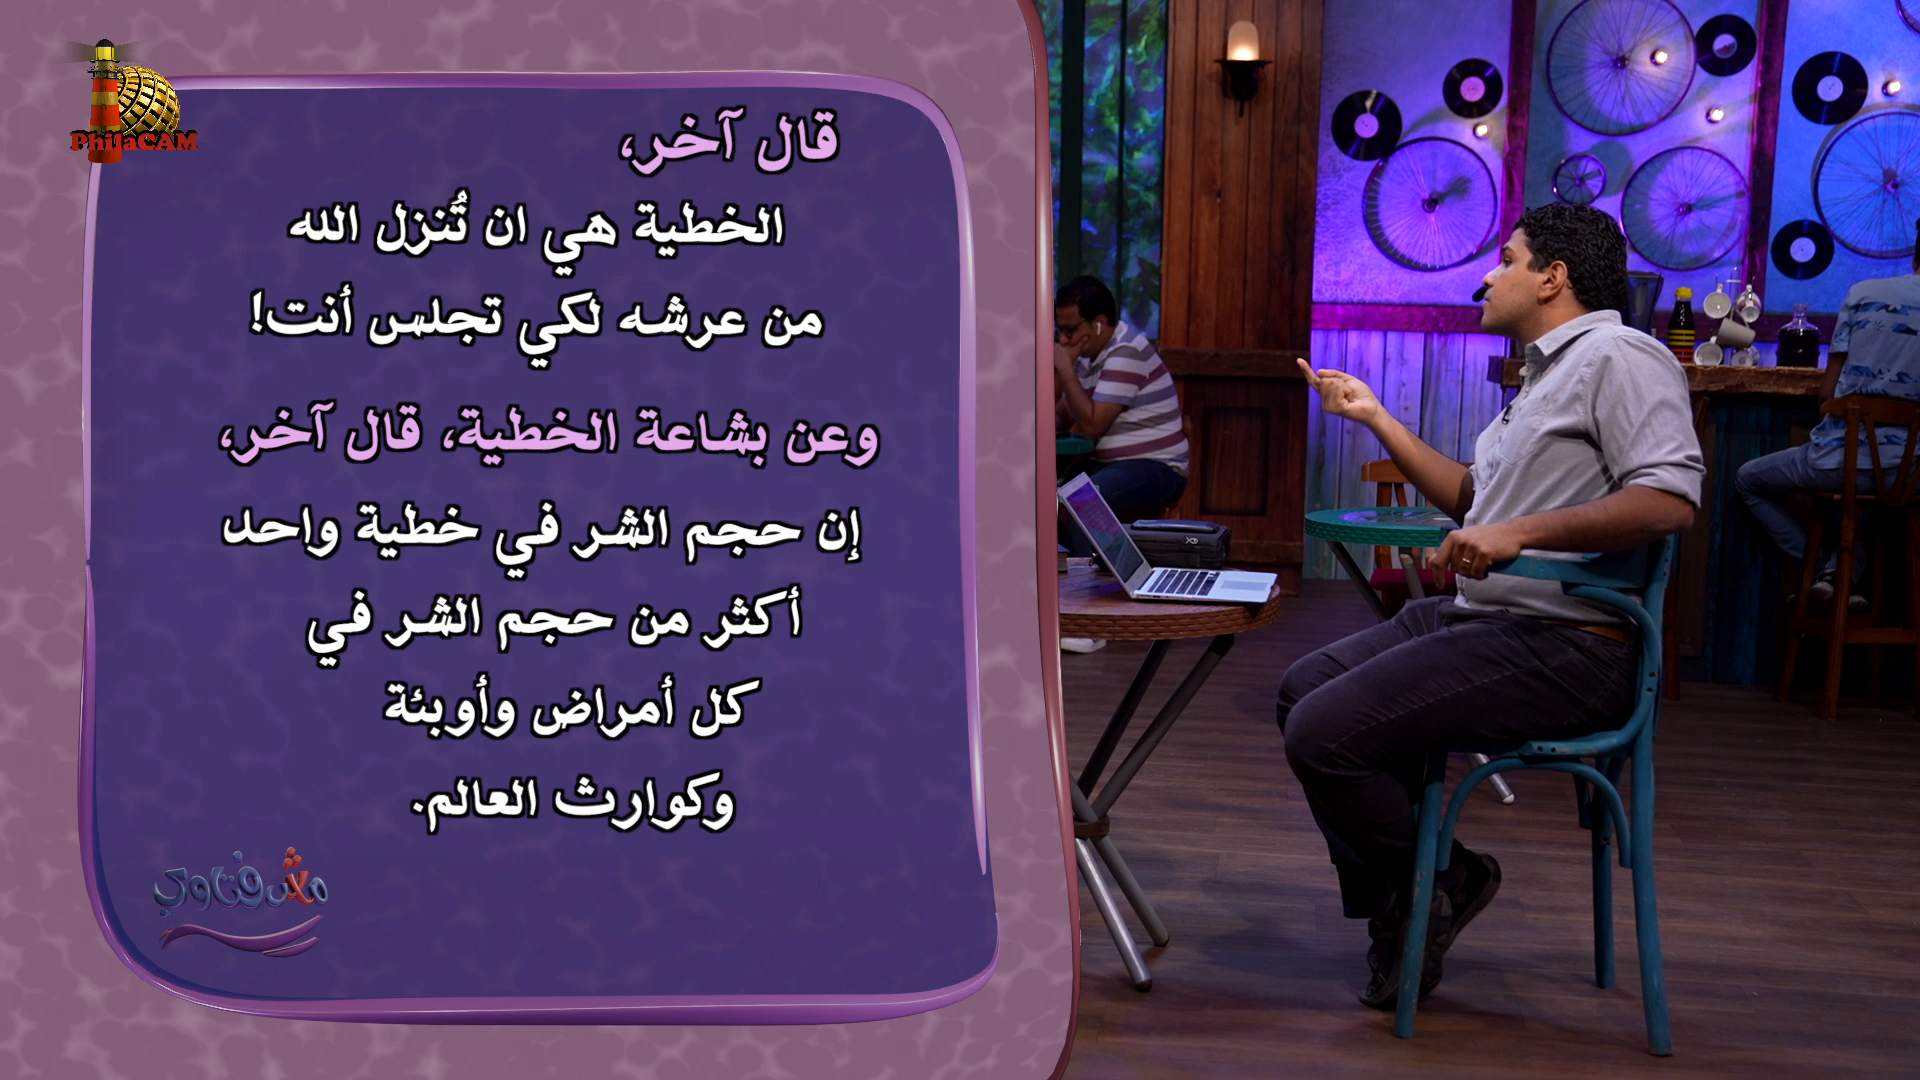 PhilaCAM
قال آخر،
الخطية هي ان تُنزل الله
من عرشه لكي تجلس أنت!
وعن بشاعة الخطية، قال آخر،
إن حجم الشر في خطية واحد
أكثر من حجم الشر في
كل أمراض وأوبئة
وكوارث العالم.
مش فتاوي